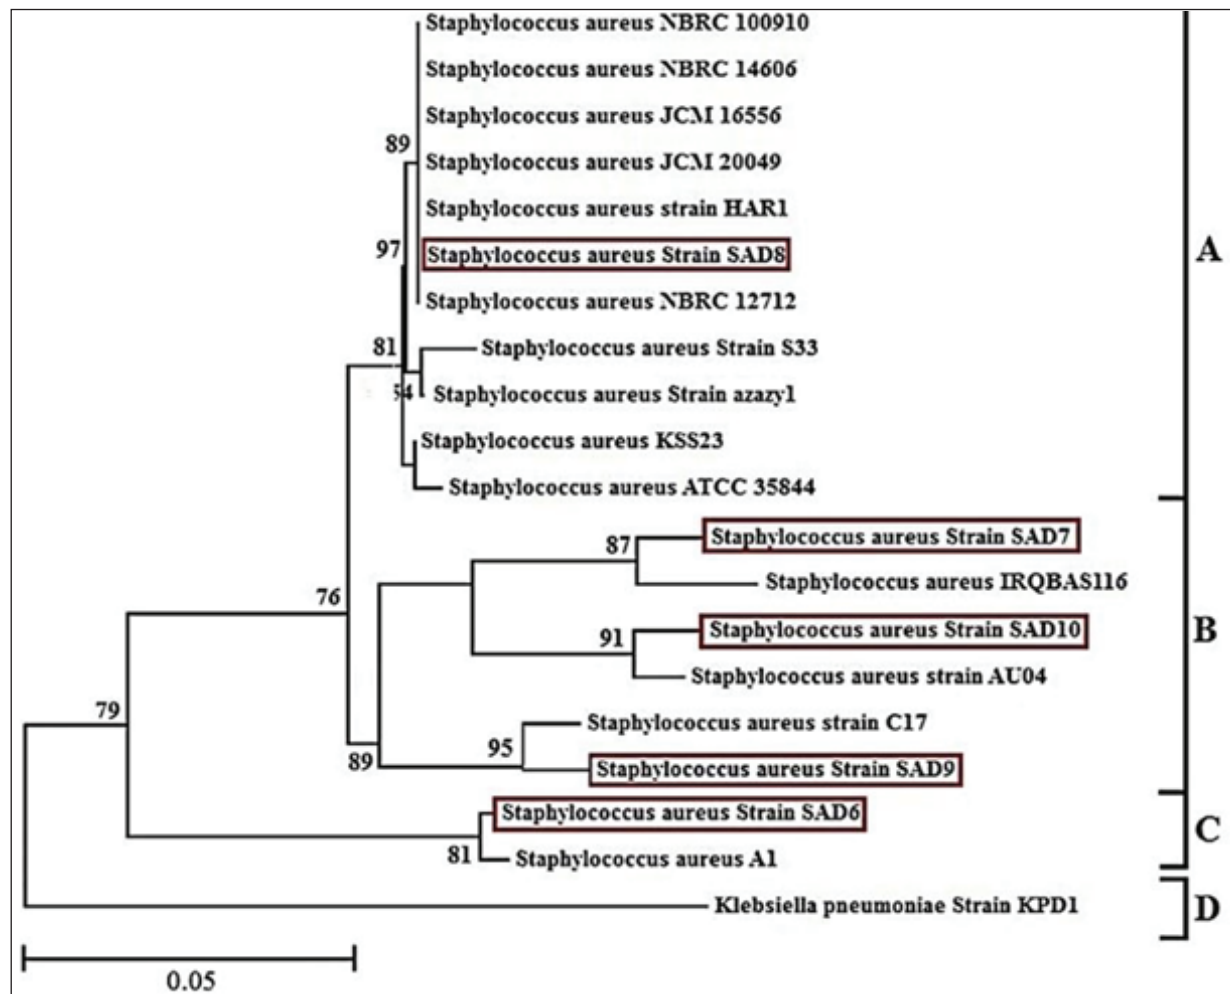 Staphylococcus aureus NBRC 100910
Staphylococcus aureus NBRC 14606
Staphylococcus aureus JCM 16556
89
Staphylococcus aureus JCM 20049
Staphylococcus aureus strain HAR1
97
Staphylococcus aureus Strain SAD8
A
Staphylococcus aureus NBRC 12712
81
Staphylococcus aureus Strain S33
54
Staphylococcus aureus Strain azazy1
Staphylococcus aureus KSS23
Staphylococcus aureus ATCC 35844
87
Staphylococcus aureus Strain SAD7
Staphylococcus aureus IRQBAS116
76
91
Staphylococcus aureus Strain SAD10
B
Staphylococcus aureus strain AU04
79
Staphylococcus aureus strain C17
95
89
Staphylococcus aureus Strain SAD9
Staphylococcus aureus Strain SAD6
C
81
Staphylococcus aureus A1
Klebsiella pneumoniae Strain KPD1
D
0.05